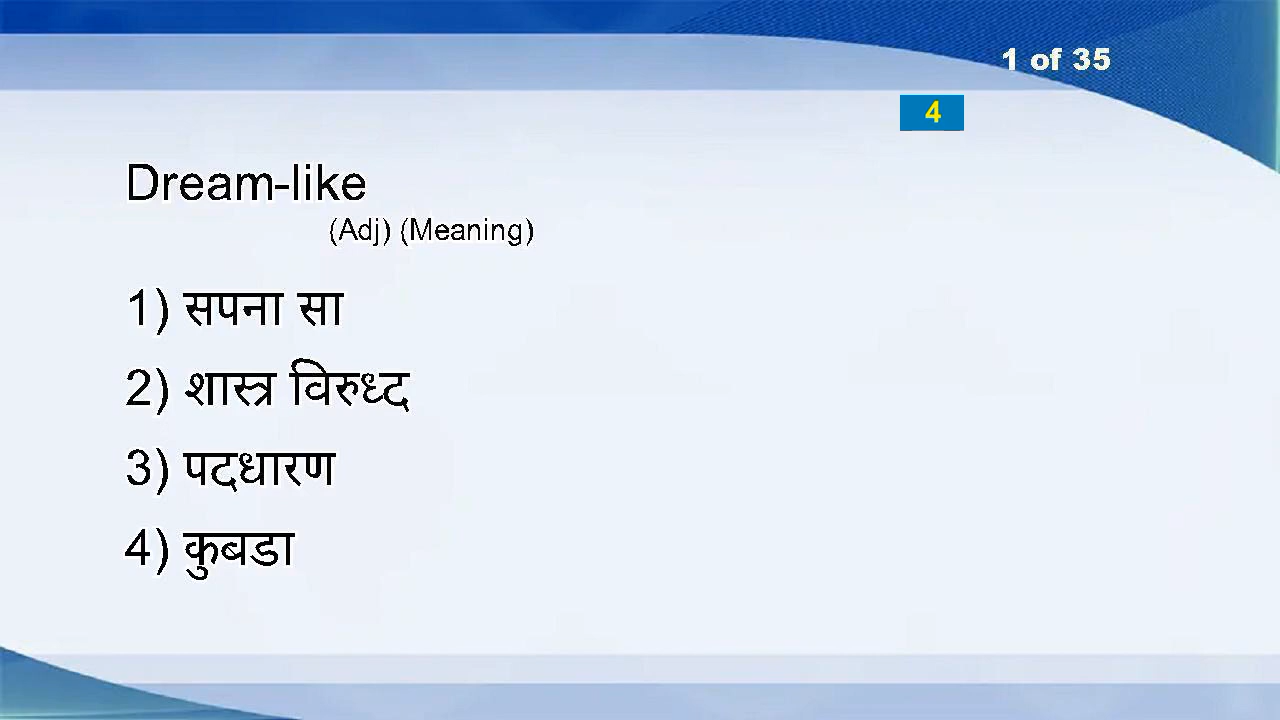 1 of 35
4
Dream-like
(Adj) (Meaning)
1) सपना सा
2) शास्त्र विरुध्द
3) पदधारण
4) कुबडा